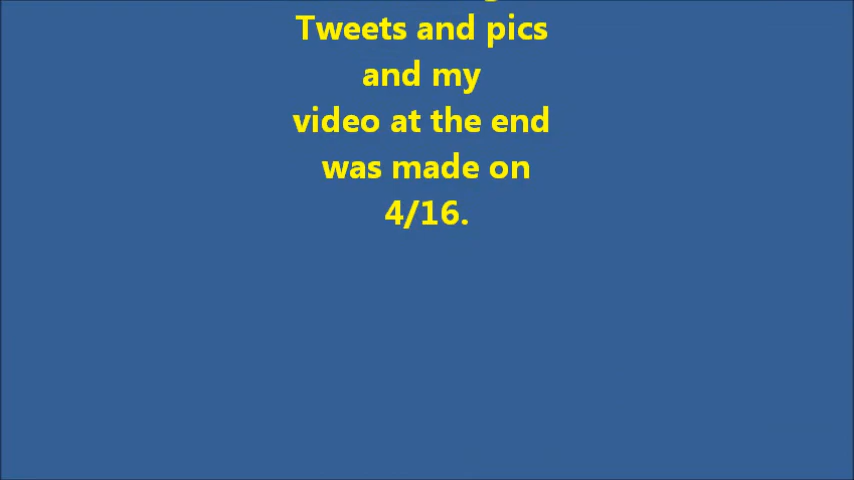 Tweets and pics
and my
video at the end
was made on
4/16.